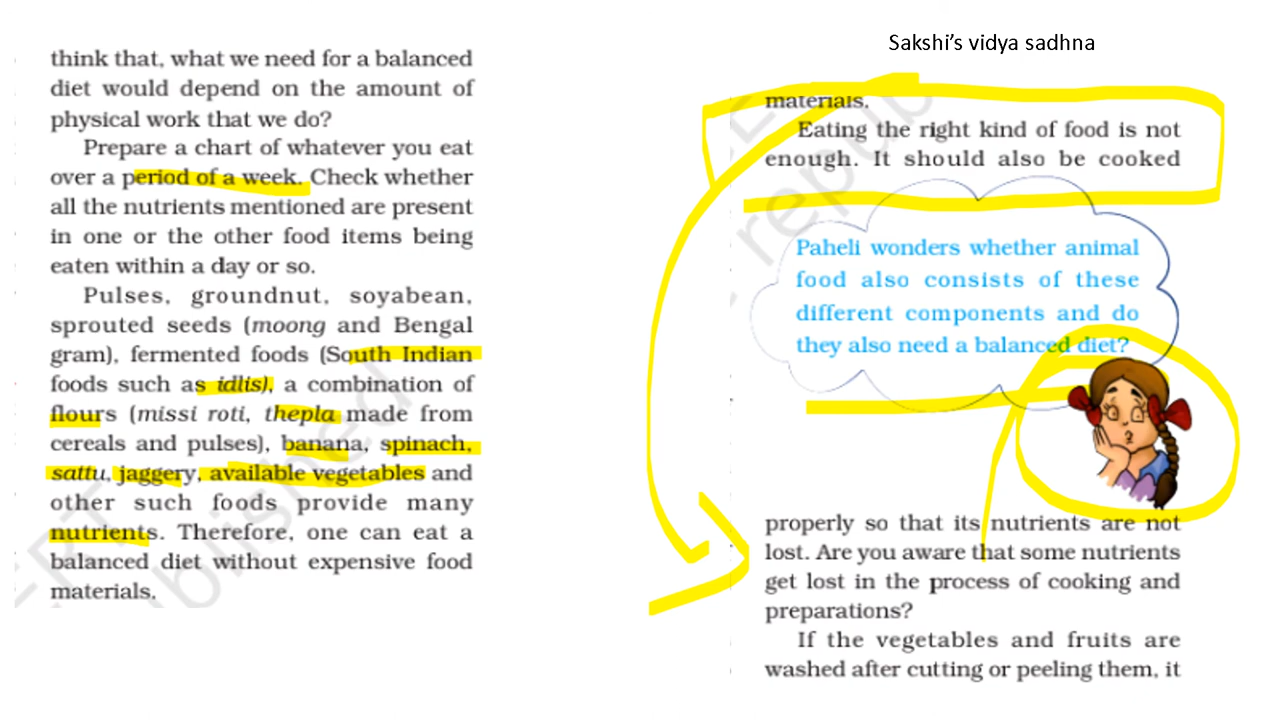 think that, what we need for a balanced
diet would depend on the amount of
physical work that we do?
Prepare a chart of whatever you eat
over a period of a week. Check whether
all the nutrients mentioned are present
in one or the other food items being
eaten within a day or so.
Pulses, groundnut, soyabean,
sprouted seeds (moong and Bengal
gram), fermented foods (South Indian
foods such as idlis), a combination of
flours (missi roti, thepla made from
cereals and pulses), banana, spinach,
sattu, jaggery, available vegetables and
other such foods provide many
nutrients. Therefore, one can eat a
balanced diet without expensive food
materials.
Sakshi's vidya sadhna
materials.
Eating the right kind of food is not
enough. It should also be cooked
Paheli wonders whether animal
food also consists of these
different components and do
they also need a balanced diet?
properly so that its nutrients are not
lost. Are you aware that some nutrients
get lost in the process of cooking and
preparations?
If the vegetables and fruits are
washed after cutting or peeling them, it